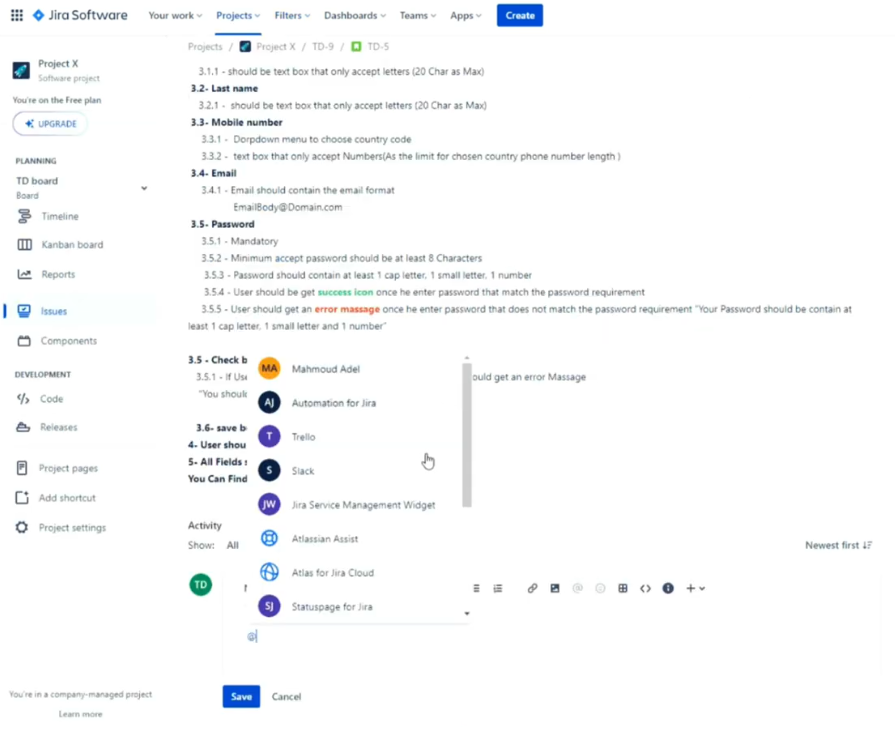 Jira Software
Your work
Projects
Filters
Dashboards
Teams
Apps
Create
Project X
Software project
You're on the Free plan
UPGRADE
PLANNING
TD board
Board
Timeline
Kanban board
Reports
Issues
Components
DEVELOPMENT
Code
Releases
Project pages
Add shortcut
Project settings
You're in a company-managed project
Learn more
Projects / Project X / TD-9 / TD-5
3.1.1 - should be text box that only accept letters (20 Char as Max)
3.2- Last name
3.2.1 - should be text box that only accept letters (20 Char as Max)
3.3- Mobile number
3.3.1 - Dorpdown menu to choose country code
3.3.2 - text box that only accept Numbers(As the limit for chosen country phone number length )
3.4- Email
3.4.1 - Email should contain the email format
EmailBody@Domain.com
3.5- Password
3.5.1 - Mandatory
3.5.2 - Minimum accept password should be at least 8 Characters
3.5.3 - Password should contain at least 1 cap letter, 1 small letter, 1 number
3.5.4 - User should be get success icon once he enter password that match the password requirement
3.5.5 - User should get an error massage once he enter password that does not match the password requirement "Your Password should be contain at
least 1 cap letter, 1 small letter and 1 number"
3.5 - Check b
3.5.1 - If Use
ould get an error Massage
"You shoul
3.6- save b
4- User shou
5- All Fields
You Can Find
MA Mahmoud Adel
AJ Automation for Jira
T Trello
S Slack
JW Jira Service Management Widget
Atlassian Assist
Atlas for Jira Cloud
SJ Statuspage for Jira
Activity
Show: All
Newest first
TD
@
Save
Cancel